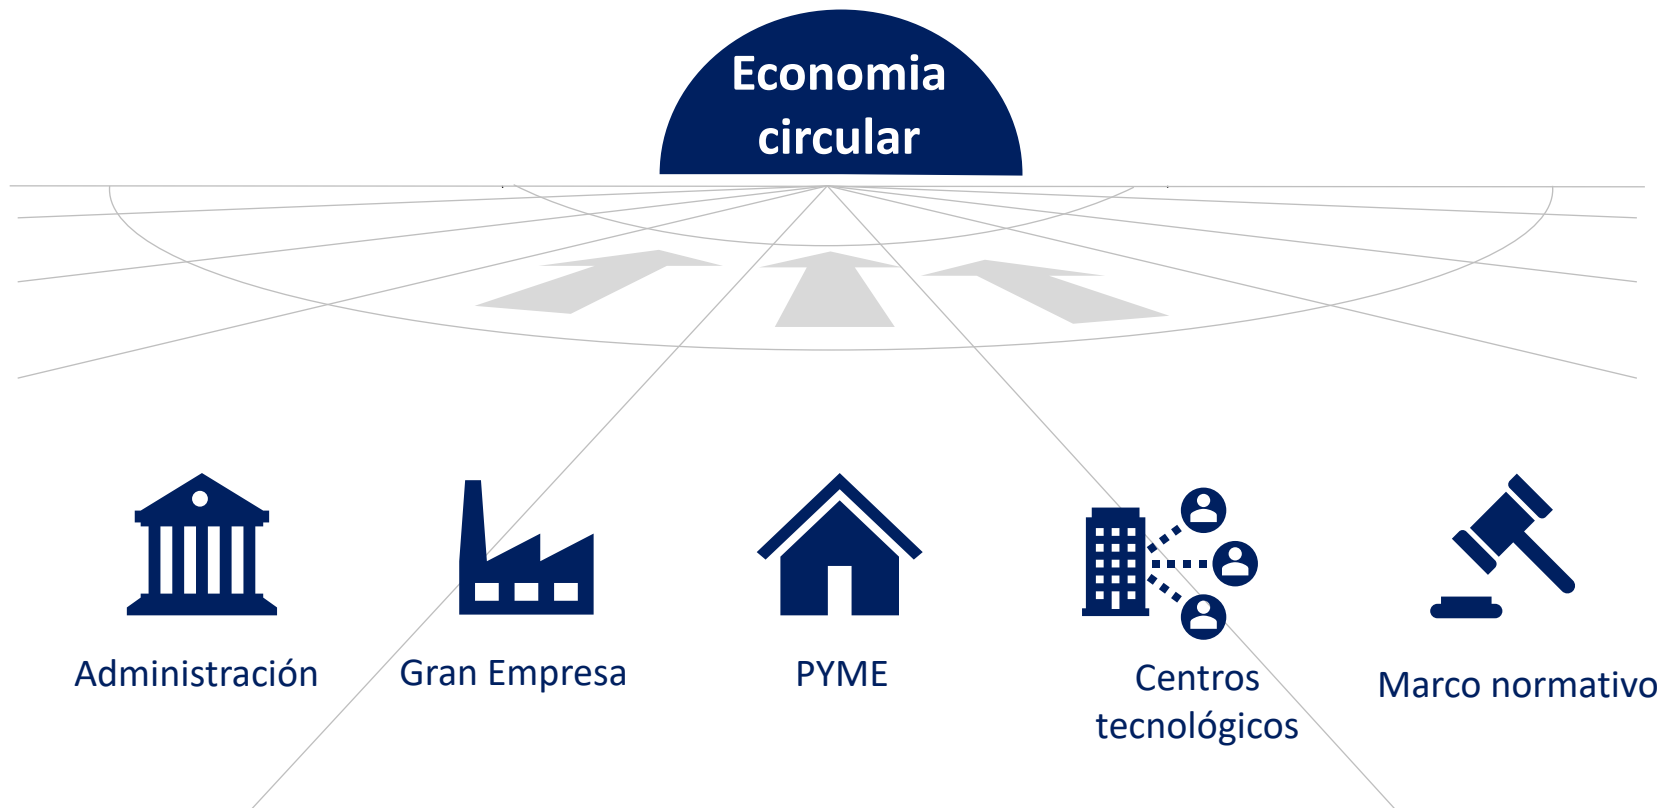 Economia
circular
Administración
Gran Empresa
PYME
Centros
tecnológicos
Marco normativo